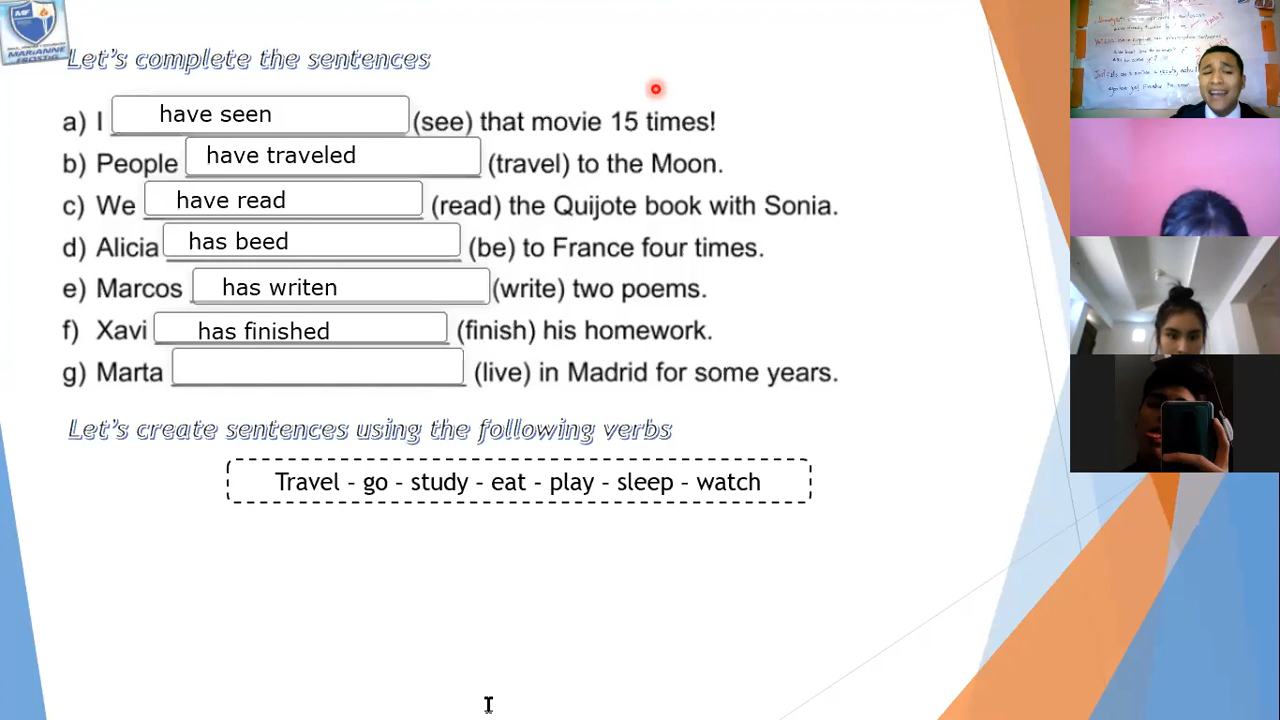 MF
MARIANNE
FROSTIG
Let's complete the sentences
a) I have seen (see) that movie 15 times!
b) People have traveled (travel) to the Moon.
c) We have read (read) the Quijote book with Sonia.
d) Alicia has beed (be) to France four times.
e) Marcos has writen (write) two poems.
f) Xavi has finished (finish) his homework.
g) Marta (live) in Madrid for some years.
Let's create sentences using the following verbs
Travel - go - study - eat - play - sleep - watch